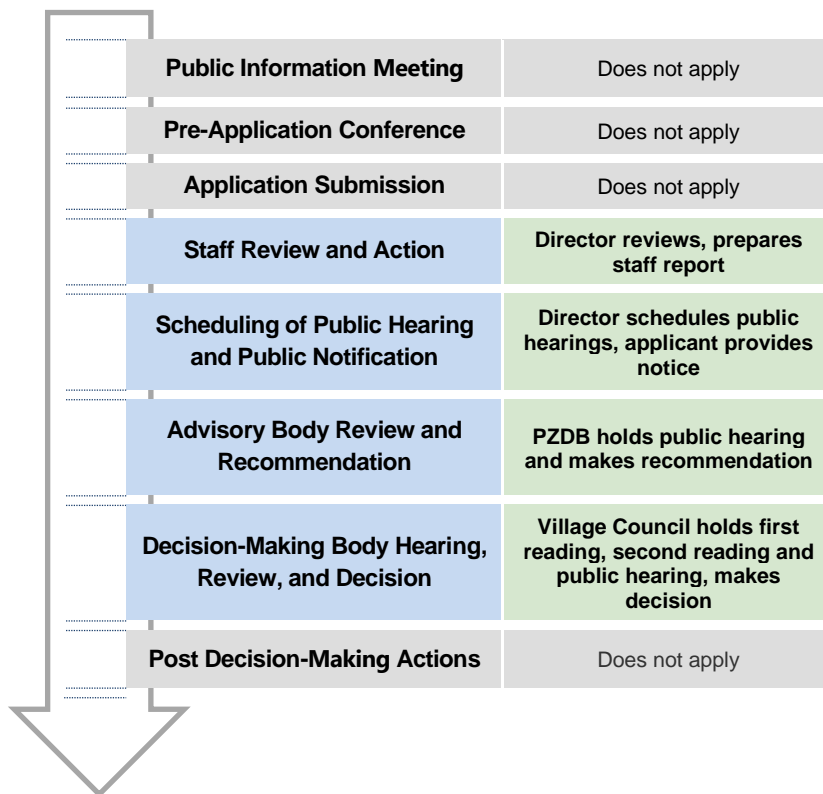 Public Information Meeting
Does not apply
Pre-Application Conference
Does not apply
Application Submission
Does not apply
Staff Review and Action
Director reviews, prepares
staff report
Scheduling of Public Hearing
and Public Notification
Director schedules public
hearings, applicant provides
notice
Advisory Body Review and
Recommendation
PZDB holds public hearing
and makes recommendation
Decision-Making Body Hearing,
Review, and Decision
Village Council holds first
reading, second reading and
public hearing, makes
decision
Post Decision-Making Actions
Does not apply